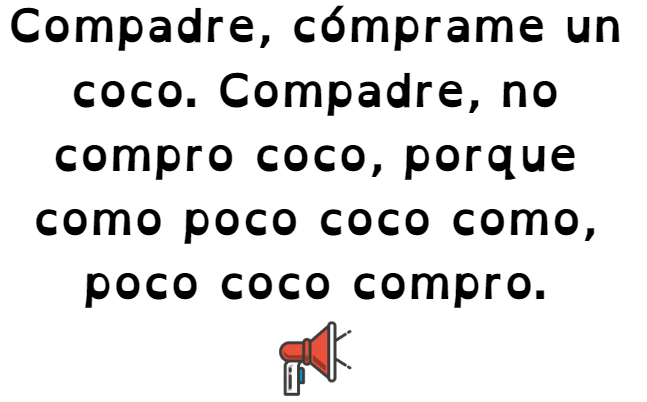 Compadre, cómprame un
coco. Compadre, no
compro coco, porque
como poco coco como,
poco coco compro.